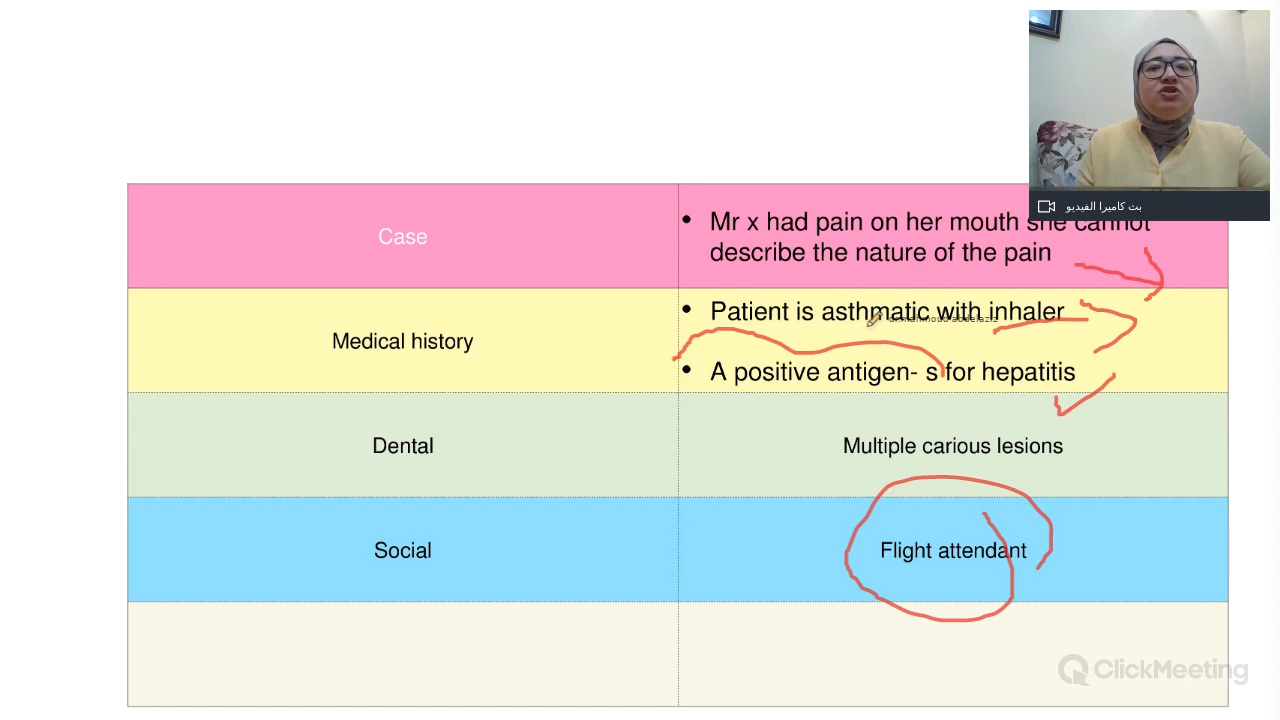 بث كاميرا الفيديو
Case
• Mr x had pain on her mouth she cannot
describe the nature of the pain
Medical history
• Patient is asthmatic with inhaler
• A positive antigen- s for hepatitis
Dental
Multiple carious lesions
Social
Flight attendant
ClickMeeting